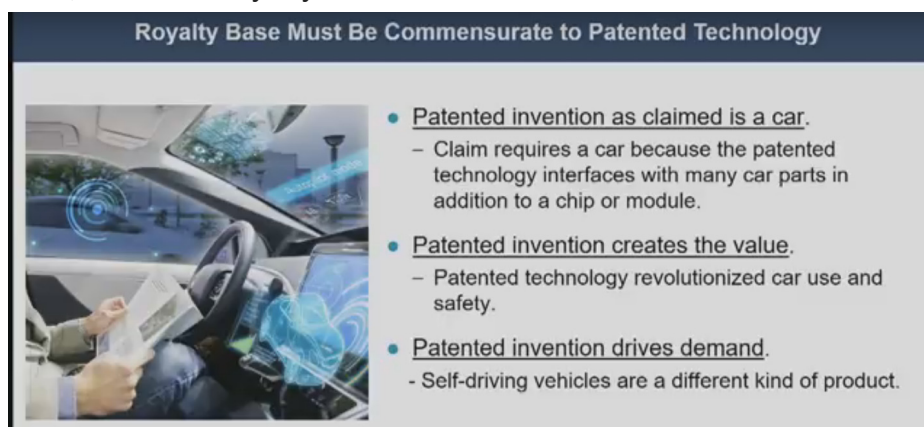 Royalty Base Must Be Commensurate to Patented Technology
• Patented invention as claimed is a car.
– Claim requires a car because the patented
technology interfaces with many car parts in
addition to a chip or module.
• Patented invention creates the value.
– Patented technology revolutionized car use and
safety.
• Patented invention drives demand.
- Self-driving vehicles are a different kind of product.